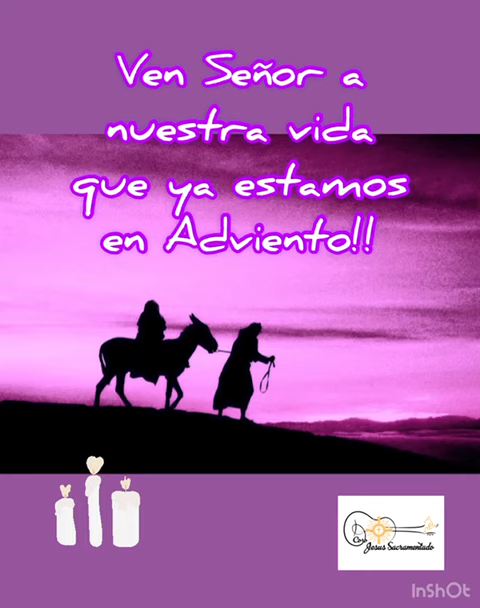 Ven Señor a
nuestra vida
que ya estamos
en Adviento!!
Coro
Jesus Sacramentado
InShOt